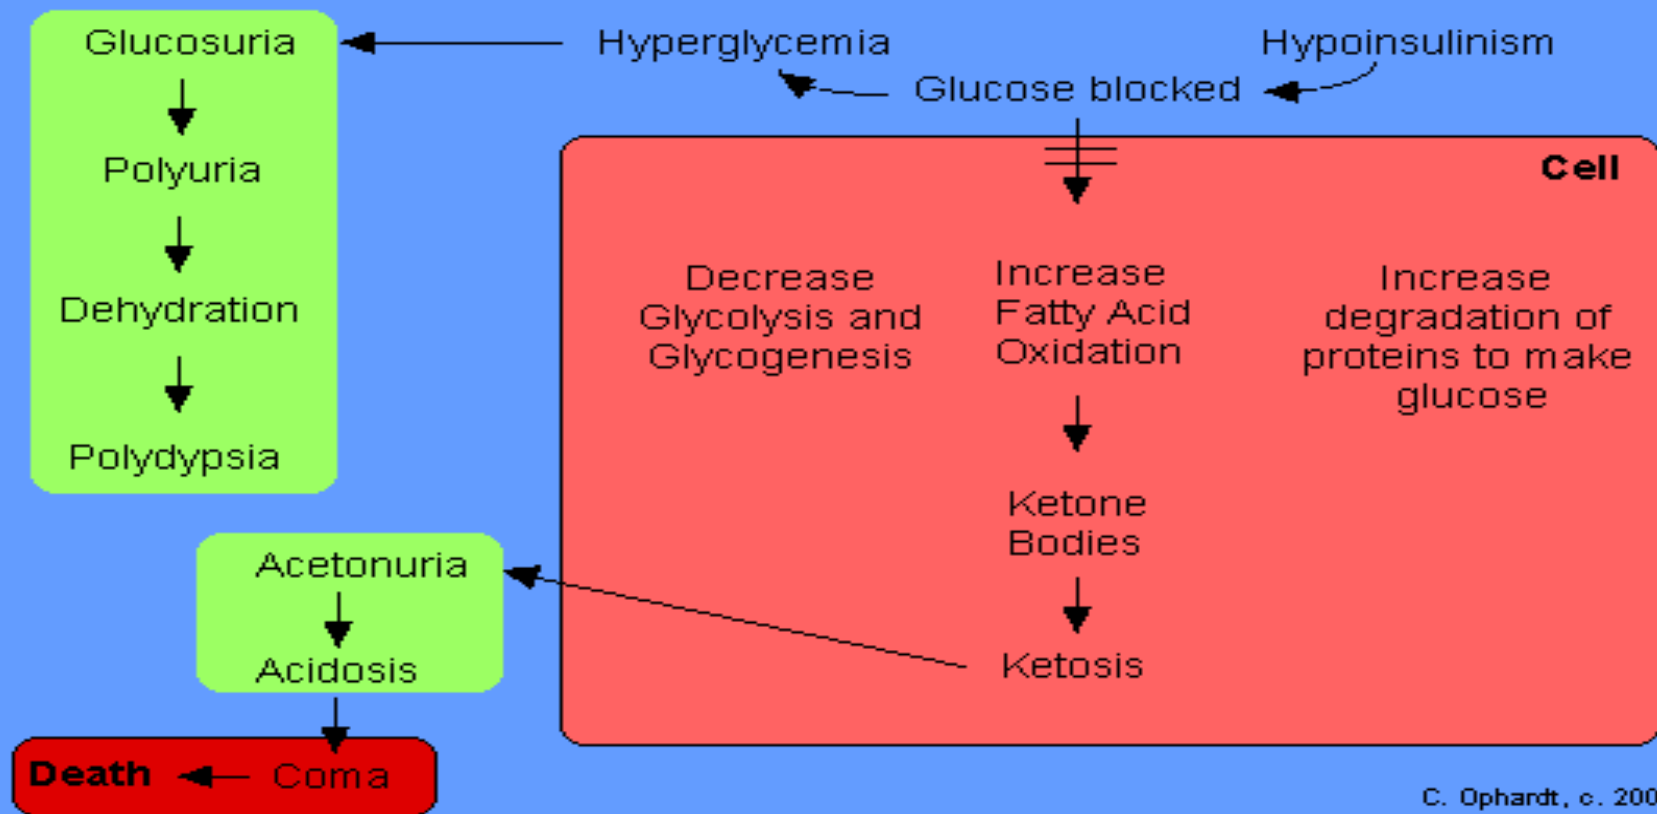 Glucosuria
Hyperglycemia
Hypoinsulinism
Glucose blocked
Polyuria
Dehydration
Polydypsia
Cell
Decrease
Glycolysis and
Glycogenesis
Increase
Fatty Acid
Oxidation
Increase
degradation of
proteins to make
glucose
Ketone
Bodies
Ketosis
Acetonuria
Acidosis
Death
Coma
C. Ophardt, c. 200